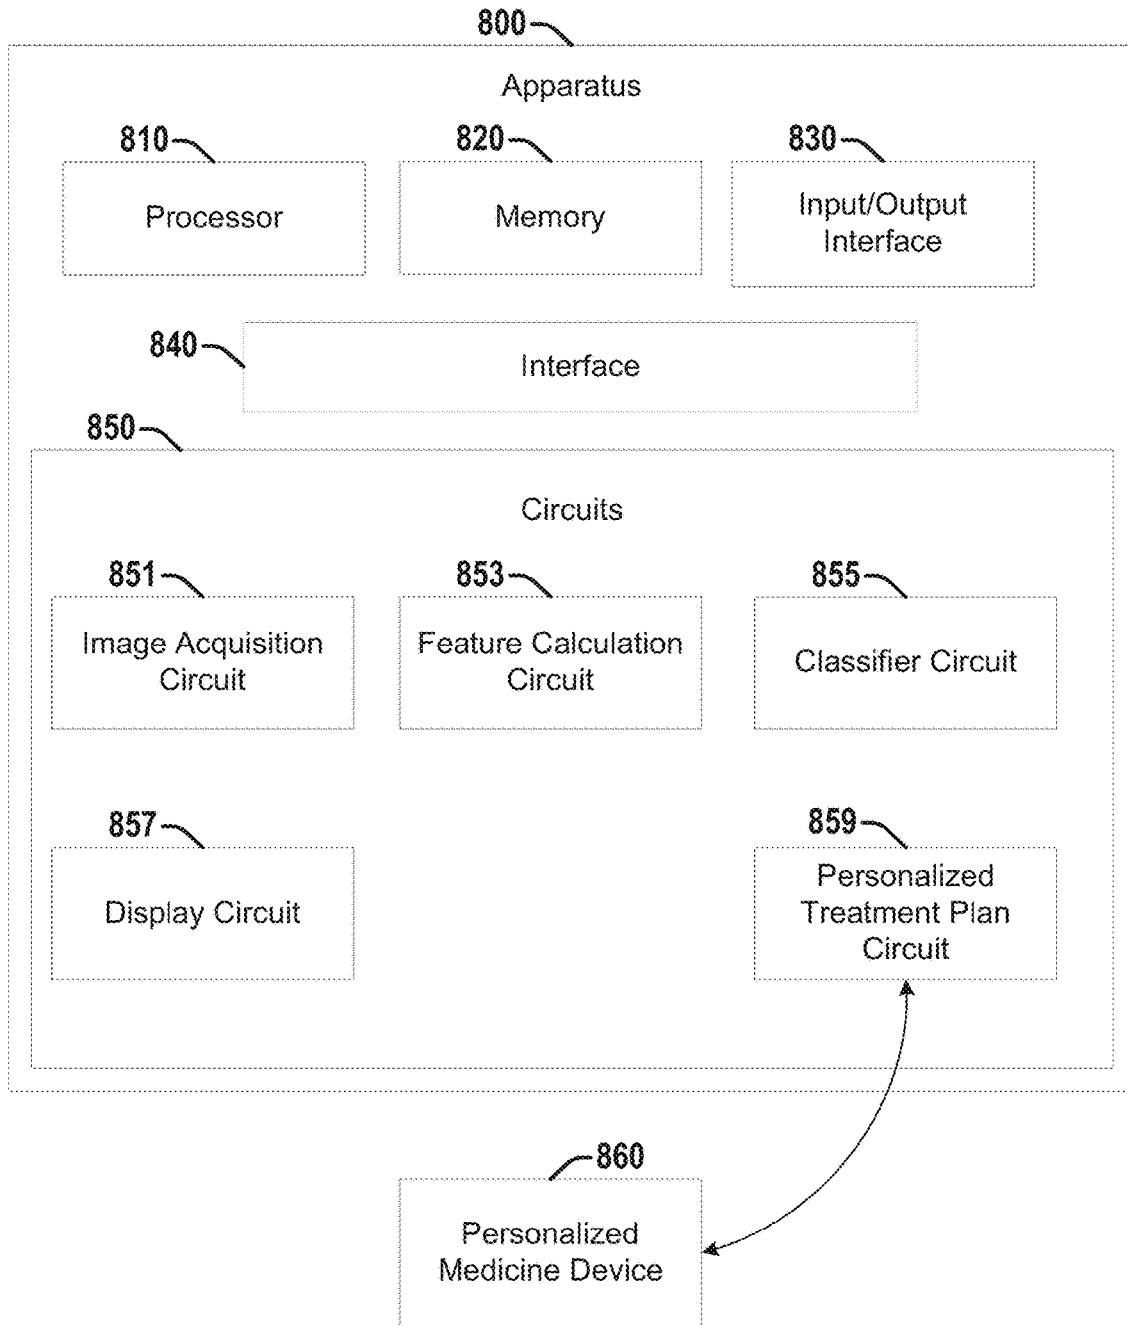 800
Apparatus
810
820
830
Processor
Memory
Input/Output
Interface
840
Interface
850
Circuits
851
853
855
Image Acquisition
Circuit
Feature Calculation
Circuit
Classifier Circuit
857
859
Display Circuit
Personalized
Treatment Plan
Circuit
860
Personalized
Medicine Device